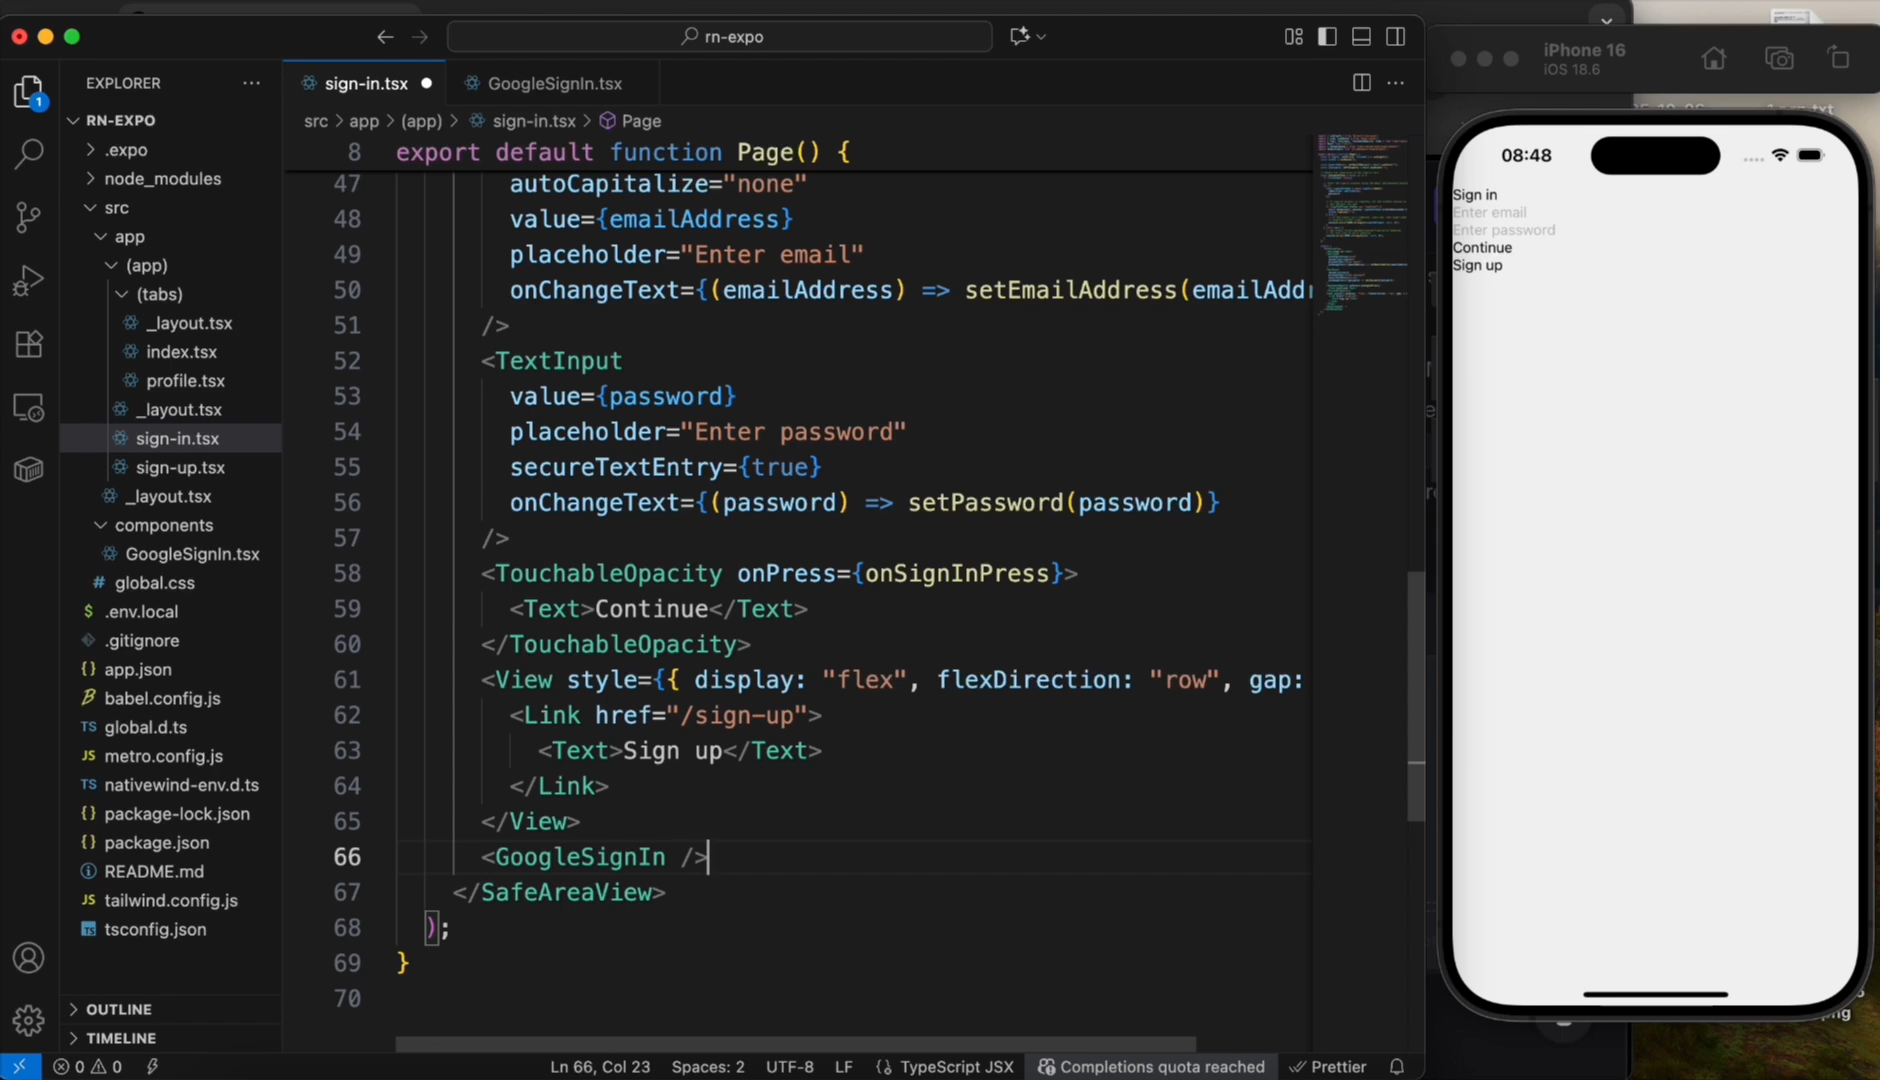 rn-expo
EXPLORER
RN-EXPO
.expo
node_modules
src
app
(app)
(tabs)
_layout.tsx
index.tsx
profile.tsx
_layout.tsx
sign-in.tsx
sign-up.tsx
_layout.tsx
components
GoogleSignIn.tsx
# global.css
$ .env.local
.gitignore
{} app.json
babel.config.js
TS global.d.ts
JS metro.config.js
TS nativewind-env.d.ts
{} package-lock.json
{} package.json
README.md
JS tailwind.config.js
TS tsconfig.json
OUTLINE
TIMELINE
1
sign-in.tsx
GoogleSignIn.tsx
src > app > (app) > sign-in.tsx > Page
8 export default function Page() {
47 autoCapitalize="none"
48 value={emailAddress}
49 placeholder="Enter email"
50 onChangeText={(emailAddress) => setEmailAddress(emailAddr
51 />
52 <TextInput
53 value={password}
54 placeholder="Enter password"
55 secureTextEntry={true}
56 onChangeText={(password) => setPassword(password)}
57 />
58 <TouchableOpacity onPress={onSignInPress}>
59 <Text>Continue</Text>
60 </TouchableOpacity>
61 <View style={{ display: "flex", flexDirection: "row", gap:
62 <Link href="/sign-up">
63 <Text>Sign up</Text>
64 </Link>
65 </View>
66 <GoogleSignIn />
67 </SafeAreaView>
68 );
69 }
70
0 0
Ln 66, Col 23
Spaces: 2
UTF-8
LF
{} TypeScript JSX
Completions quota reached
Prettier
iPhone 16
iOS 18.6
08:48
Sign in
Enter email
Enter password
Continue
Sign up